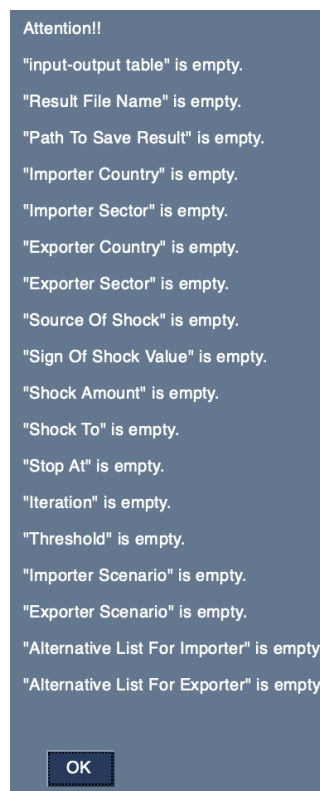 Attention!!
"input-output table" is empty.
"Result File Name" is empty.
"Path To Save Result" is empty.
"Importer Country" is empty.
"Importer Sector" is empty.
"Exporter Country" is empty.
"Exporter Sector" is empty.
"Source Of Shock" is empty.
"Sign Of Shock Value" is empty.
"Shock Amount" is empty.
"Shock To" is empty.
"Stop At" is empty.
"Iteration" is empty.
"Threshold" is empty.
"Importer Scenario" is empty.
"Exporter Scenario" is empty.
"Alternative List For Importer" is empty
"Alternative List For Exporter" is empty
OK